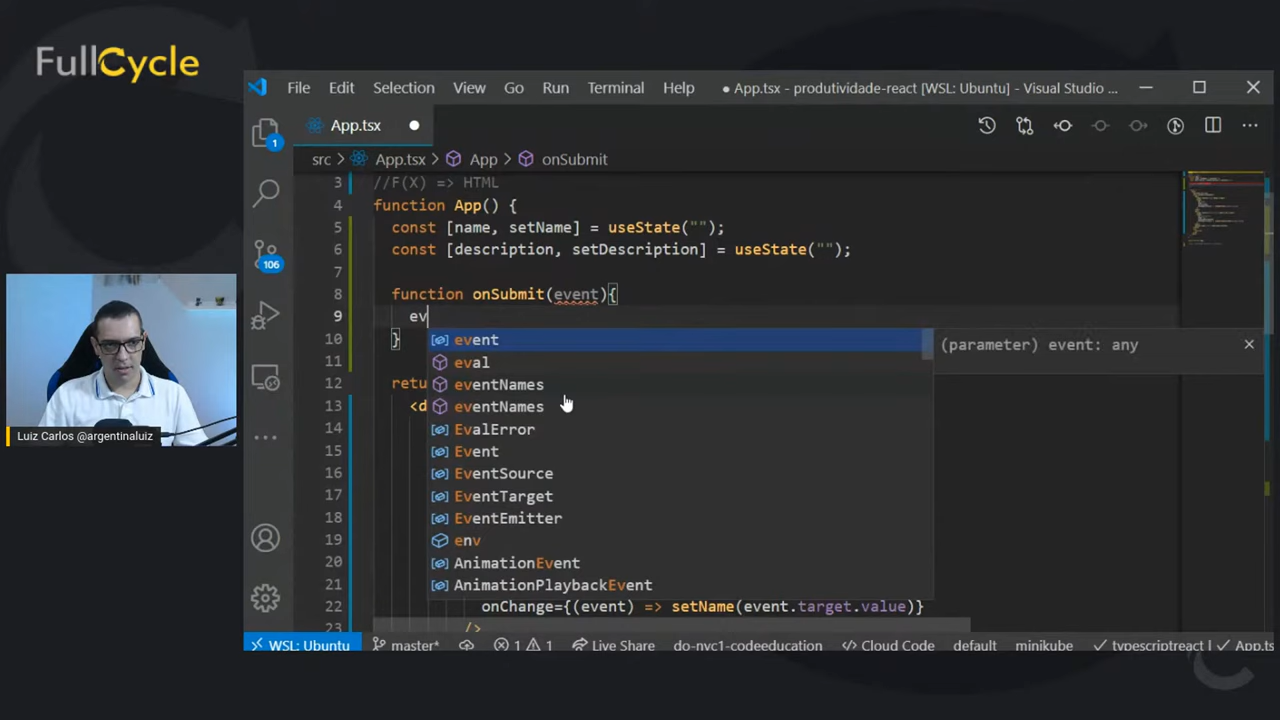 FullCycle
File Edit Selection View Go Run Terminal Help
● App.tsx - produtividade-react [WSL: Ubuntu] - Visual Studio ...
App.tsx
src > App.tsx > App > onSubmit
3 //F(X) => HTML
4 function App() {
5 const [name, setName] = useState("");
6 const [description, setDescription] = useState("");
7
8 function onSubmit(event){
9 ev
10 }
11
12 retu
13 <d
14
15
16
17
18
19
20
21
22 onChange={(event) => setName(event.target.value)}
23 />
event
eval
eventNames
eventNames
EvalError
Event
EventSource
EventTarget
EventEmitter
env
AnimationEvent
AnimationPlaybackEvent
(parameter) event: any
1
106
Luiz Carlos @argentinaluiz
WSL: Ubuntu master* 1 1 Live Share do-nyc1-codeeducation Cloud Code default minikube typescriptreact App.ts